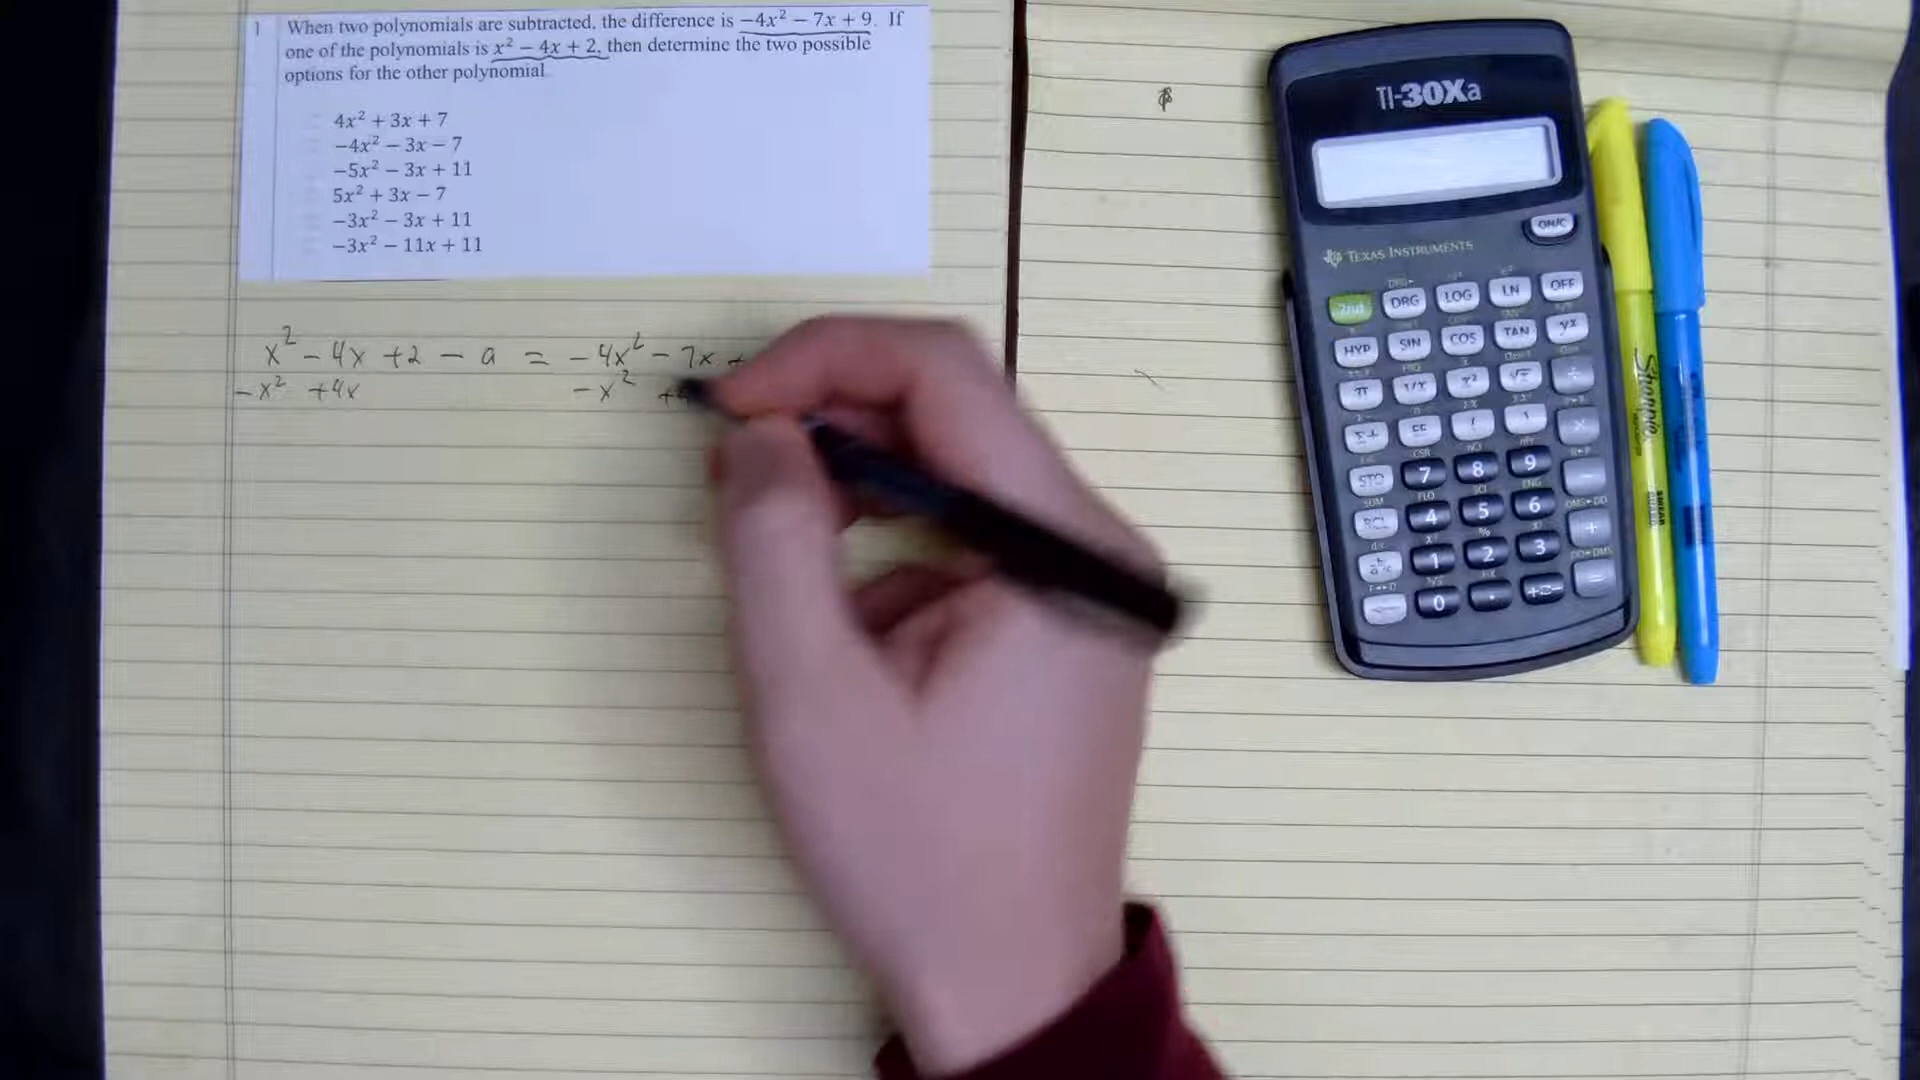 1 When two polynomials are subtracted, the difference is −4x² − 7x + 9. If
one of the polynomials is x² − 4x + 2, then determine the two possible
options for the other polynomial
4x² + 3x + 7
−4x² − 3x − 7
−5x² − 3x + 11
5x² + 3x − 7
−3x² − 3x + 11
−3x² − 11x + 11
x² − 4x + 2 − a = −4x² − 7x +
−x² +4x −x² +
TI-30Xa
ON/C
TEXAS INSTRUMENTS
2nd DRG LOG LN OFF
HYP SIN COS TAN yx
π 1/x x² √x ÷
Σ+ EE ( ) ×
STO 7 8 9 −
RCL 4 5 6 +
a b/c 1 2 3 =
0 .
Sharpie